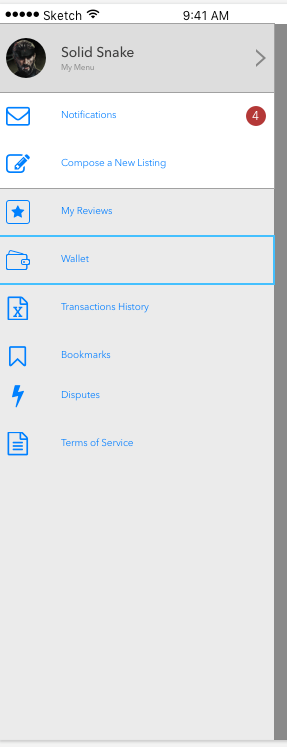 Sketch 9:41 AM
Solid Snake
My Menu
Notifications 4
Compose a New Listing
My Reviews
Wallet
Transactions History
Bookmarks
Disputes
Terms of Service